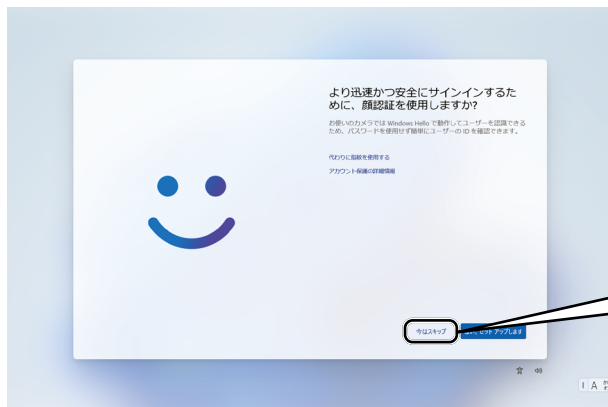 より迅速かつ安全にサインインするた
めに、顔認証を使用しますか?
お使いのカメラでは Windows Hello で動作してユーザーを認識できる
ため、パスワードを使用せず簡単にユーザーの ID を確認できます。
代わりに指紋を使用する
アカウント保護の詳細情報
今はスキップ
セット アップします
A